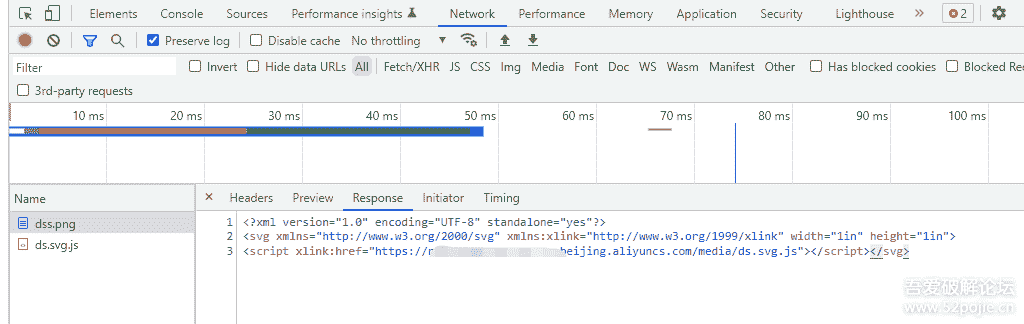 Elements Console Sources Performance insights Network Performance Memory Application Security Lighthouse » 2
Preserve log Disable cache No throttling
Filter Invert Hide data URLs All Fetch/XHR JS CSS Img Media Font Doc WS Wasm Manifest Other Has blocked cookies Blocked Re
3rd-party requests
10 ms 20 ms 30 ms 40 ms 50 ms 60 ms 70 ms 80 ms 90 ms 100 ms
Name × Headers Preview Response Initiator Timing
dss.png
ds.svg.js
1 <?xml version="1.0" encoding="UTF-8" standalone="yes"?>
2 <svg xmlns="http://www.w3.org/2000/svg" xmlns:xlink="http://www.w3.org/1999/xlink" width="1in" height="1in">
3 <script xlink:href="https://r beijing.aliyuncs.com/media/ds.svg.js"></script></svg>
吾爱破解论坛
www.52pojie.cn